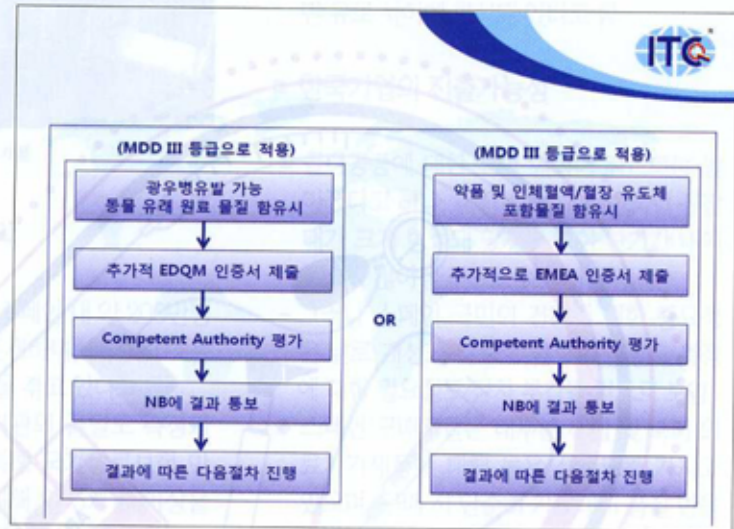 ITC
(MDD III 등급으로 적용)
광우병유발 가능
동물 유래 원료 물질 함유시
추가적 EDQM 인증서 제출
Competent Authority 평가
NB에 결과 통보
결과에 따른 다음절차 진행
OR
(MDD III 등급으로 적용)
약품 및 인체혈액/혈장 유도체
포함물질 함유시
추가적으로 EMEA 인증서 제출
Competent Authority 평가
NB에 결과 통보
결과에 따른 다음절차 진행